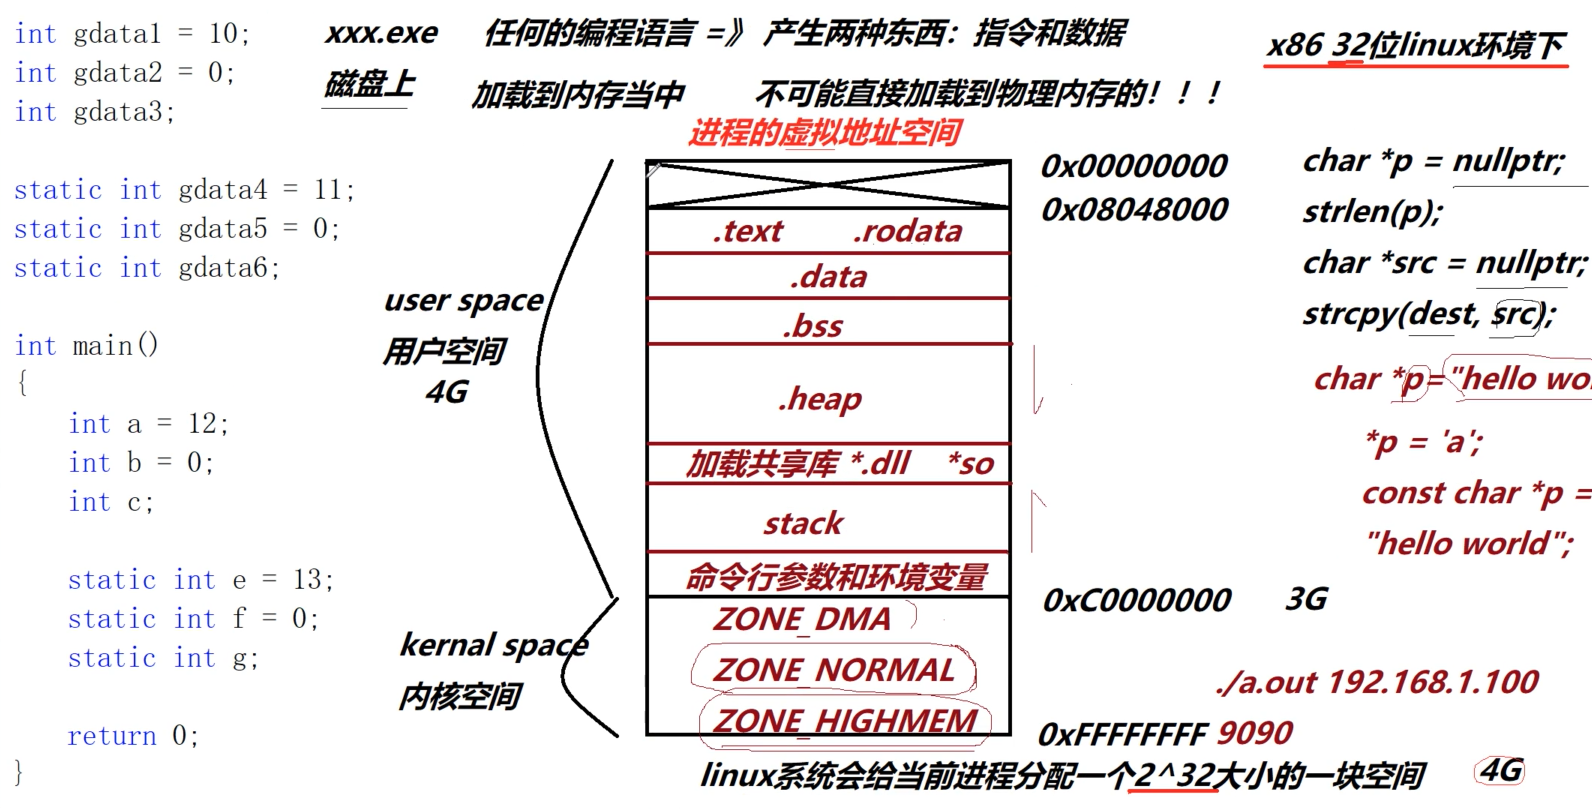 int gdata1 = 10;
int gdata2 = 0;
int gdata3;
static int gdata4 = 11;
static int gdata5 = 0;
static int gdata6;
int main()
{
int a = 12;
int b = 0;
int c;
static int e = 13;
static int f = 0;
static int g;
return 0;
}
xxx.exe 任何的编程语言 =》 产生两种东西：指令和数据
磁盘上 加载到内存当中 不可能直接加载到物理内存的！！！
x86 32位linux环境下
进程的虚拟地址空间
user space
用户空间
4G
kernal space
内核空间
.text .rodata
.data
.bss
.heap
加载共享库 *.dll *so
stack
命令行参数和环境变量
ZONE_DMA
ZONE_NORMAL
ZONE_HIGHMEM
0x00000000
0x08048000
0xC0000000 3G
0xFFFFFFFF
char *p = nullptr;
strlen(p);
char *src = nullptr;
strcpy(dest, src);
char *p="hello
*p = 'a';
const char *p =
"hello world";
./a.out 192.168.1.100
9090
linux系统会给当前进程分配一个2^32大小的一块空间 4G